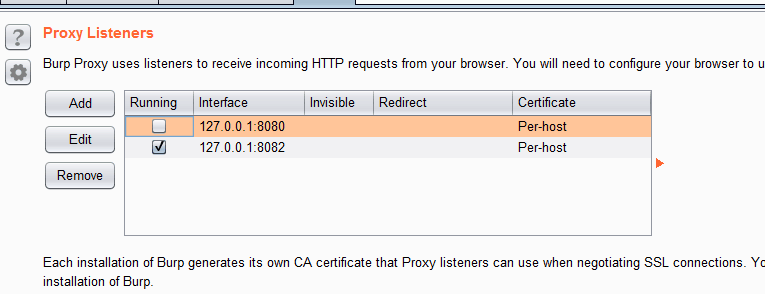 Proxy Listeners
Burp Proxy uses listeners to receive incoming HTTP requests from your browser. You will need to configure your browser to u
Add
Running Interface Invisible Redirect Certificate
127.0.0.1:8080 Per-host
Edit
127.0.0.1:8082 Per-host
Remove
Each installation of Burp generates its own CA certificate that Proxy listeners can use when negotiating SSL connections. Yo
installation of Burp.